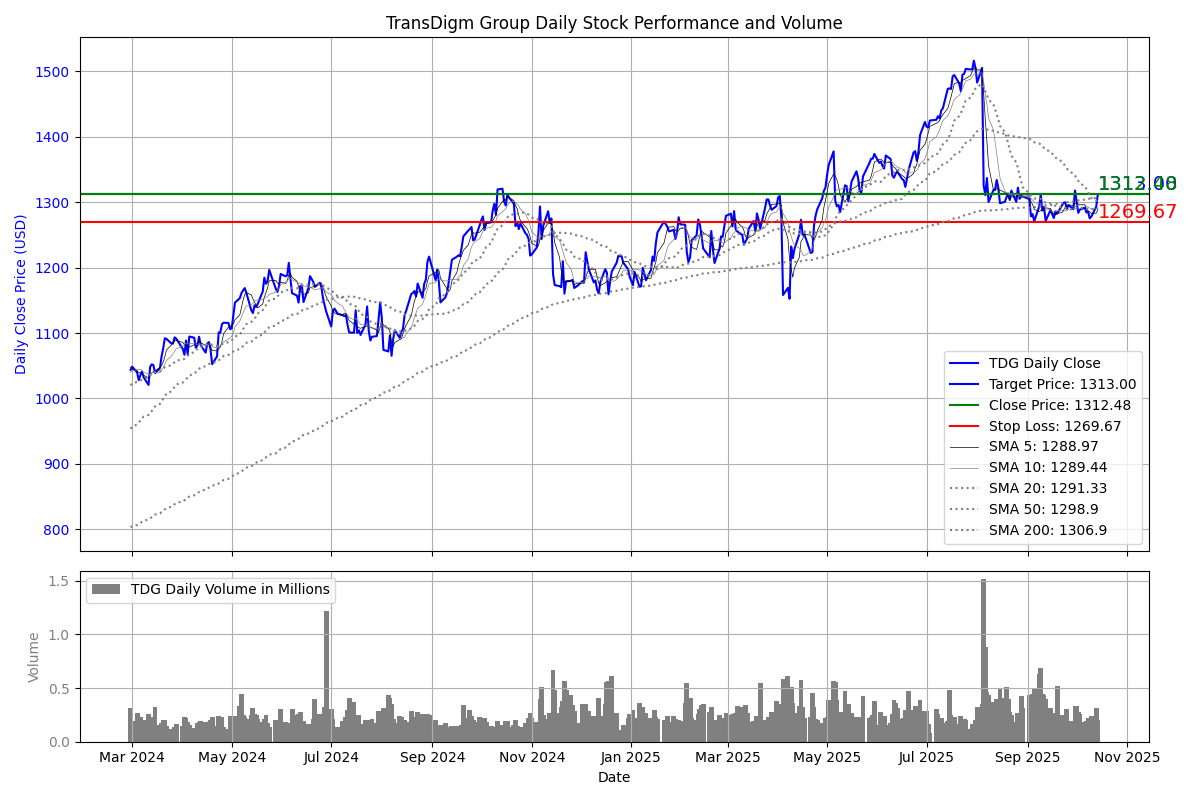 TransDigm Group Daily Stock Performance and Volume
Daily Close Price (USD)
1500
1400
1300
1200
1100
1000
900
800
1312.48
1269.67
TDG Daily Close
Target Price: 1313.00
Close Price: 1312.48
Stop Loss: 1269.67
SMA 5: 1288.97
SMA 10: 1289.44
SMA 20: 1291.33
SMA 50: 1298.9
SMA 200: 1306.9
Volume
1.5
1.0
0.5
0.0
TDG Daily Volume in Millions
Mar 2024 May 2024 Jul 2024 Sep 2024 Nov 2024 Jan 2025 Mar 2025 May 2025 Jul 2025 Sep 2025 Nov 2025
Date